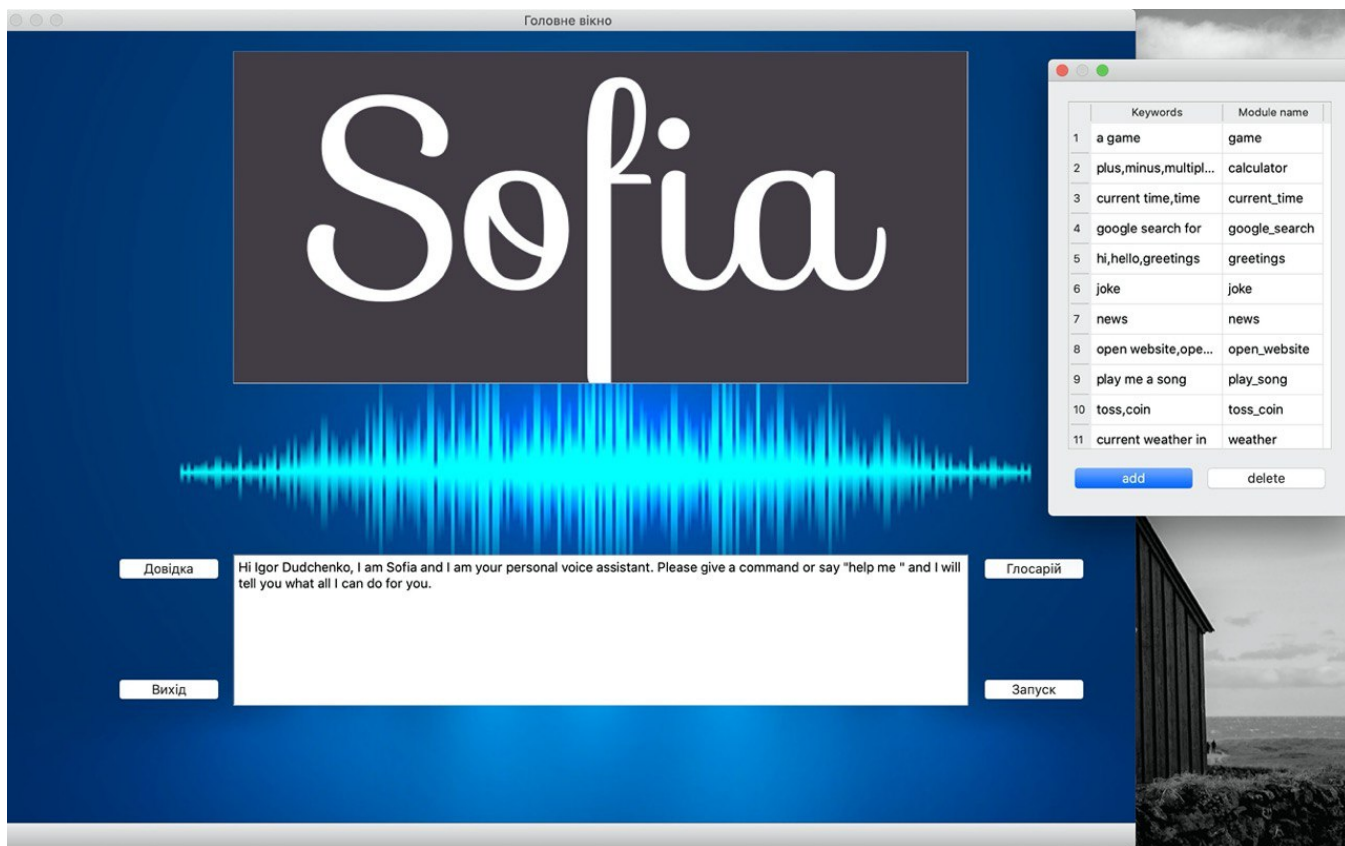 Головне вікно
Sofia
Довідка
Hi Igor Dudchenko, I am Sofia and I am your personal voice assistant. Please give a command or say "help me " and I will
tell you what all I can do for you.
Глосарій
Вихід
Запуск
Keywords Module name
1 a game game
2 plus,minus,multipl... calculator
3 current time,time current_time
4 google search for google_search
5 hi,hello,greetings greetings
6 joke joke
7 news news
8 open website,ope... open_website
9 play me a song play_song
10 toss,coin toss_coin
11 current weather in weather
add delete